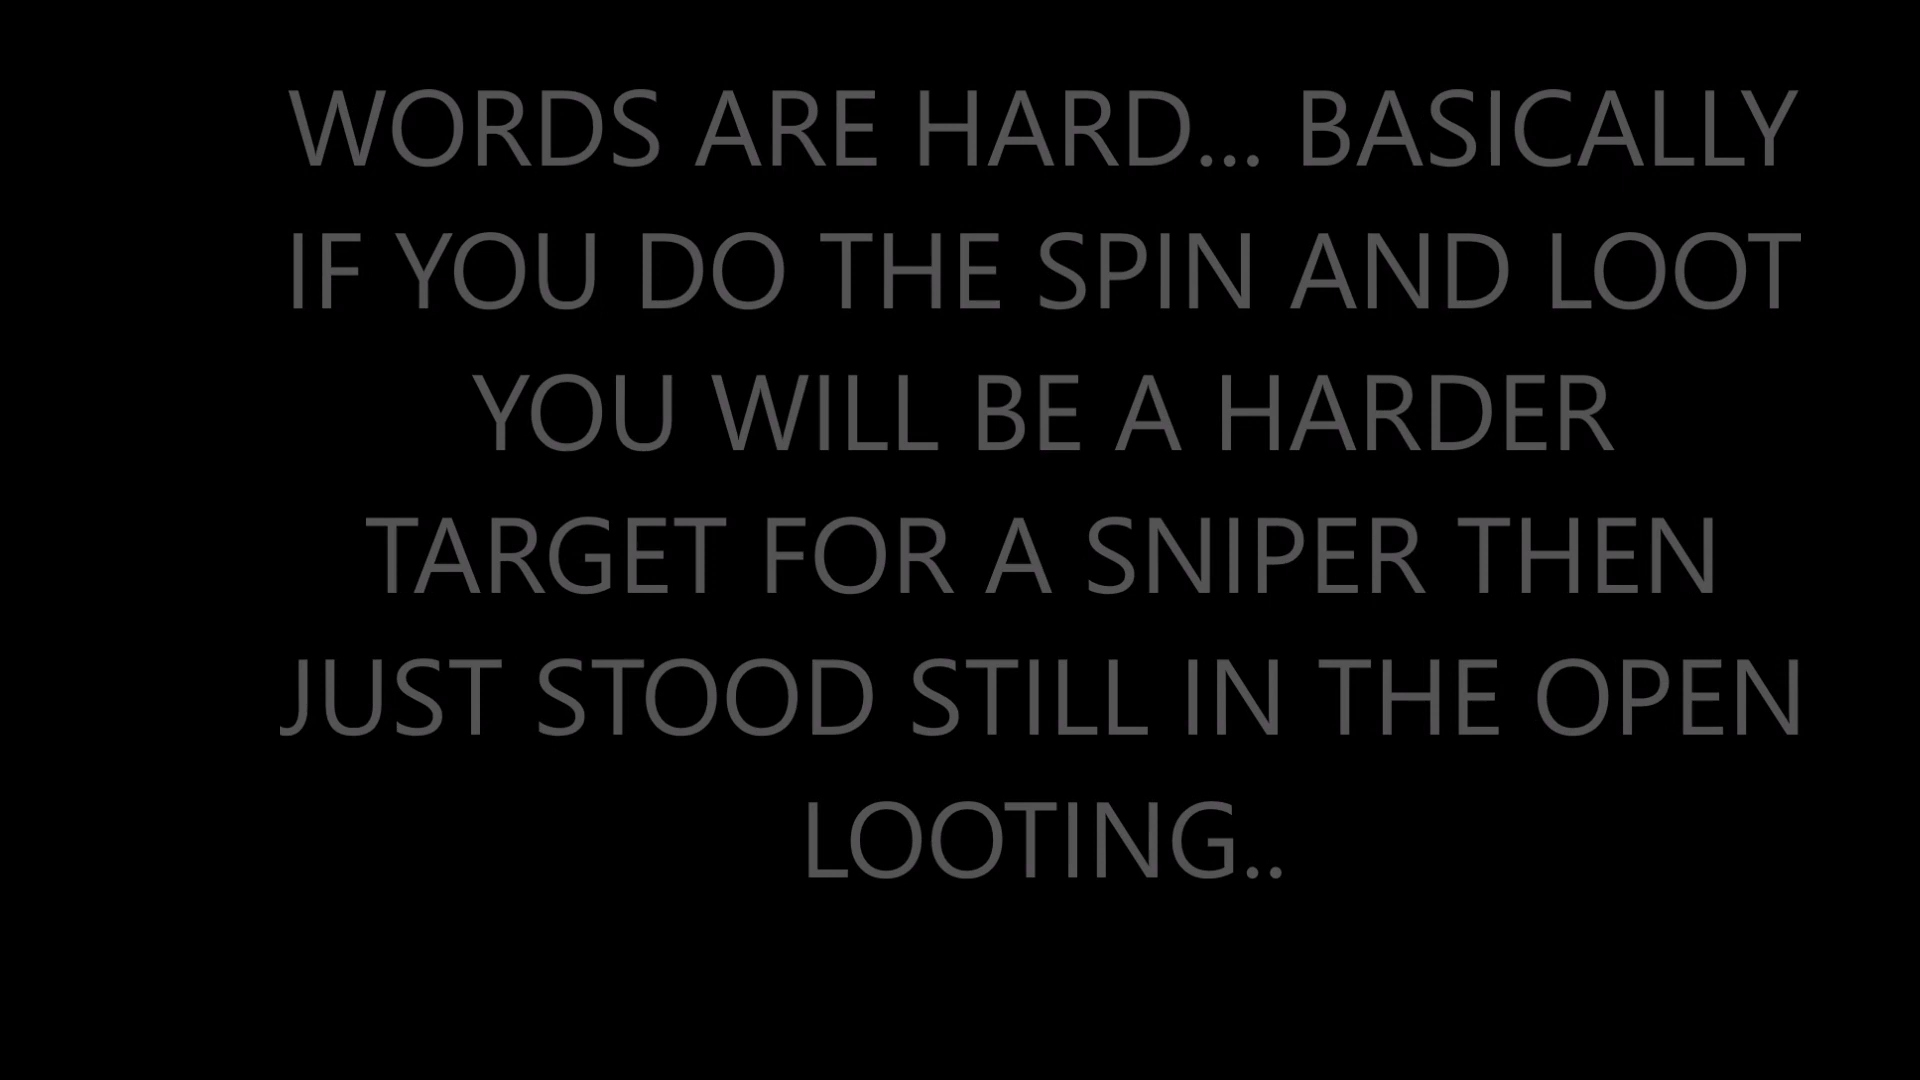 WORDS ARE HARD... BASICALLY
IF YOU DO THE SPIN AND LOOT
YOU WILL BE A HARDER
TARGET FOR A SNIPER THEN
JUST STOOD STILL IN THE OPEN
LOOTING..